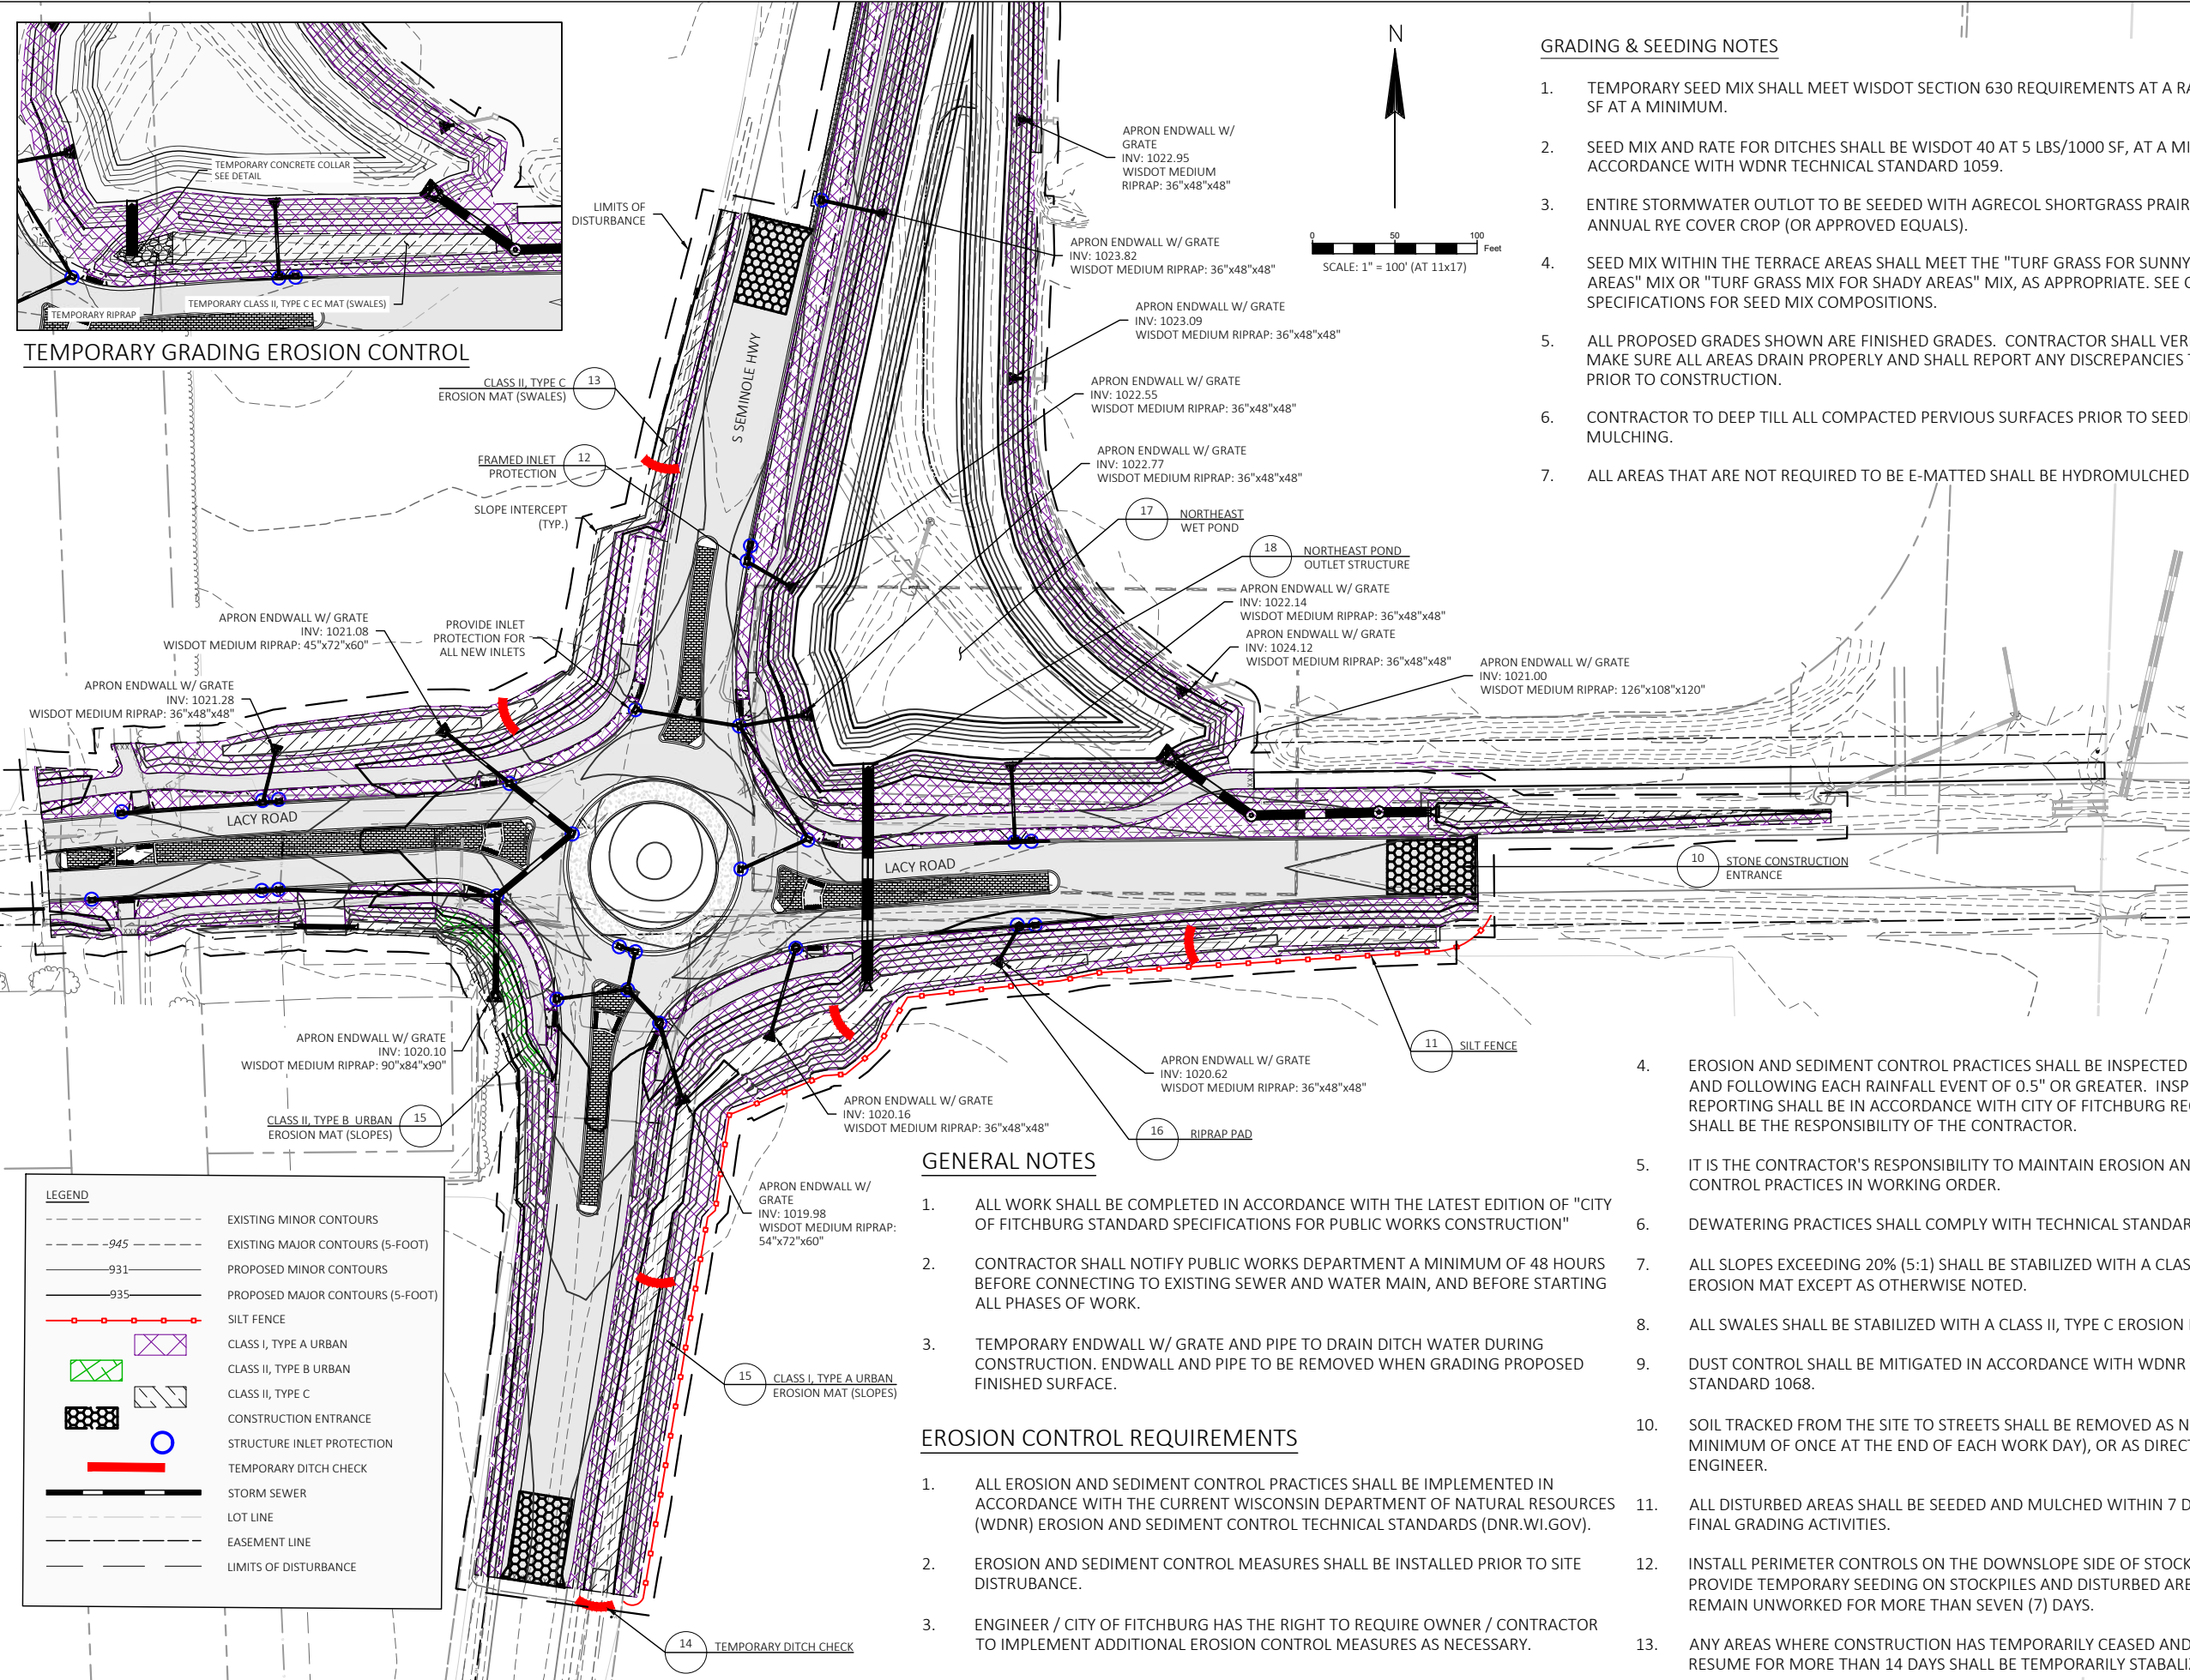 TEMPORARY CONCRETE COLLAR
SEE DETAIL
TEMPORARY CLASS II, TYPE C EC MAT (SWALES)
TEMPORARY RIPRAP
TEMPORARY GRADING EROSION CONTROL
LIMITS OF
DISTURBANCE
CLASS II, TYPE C
EROSION MAT (SWALES)
13
FRAMED INLET
PROTECTION
12
SLOPE INTERCEPT
(TYP.)
S SEMINOLE HWY
APRON ENDWALL W/ GRATE
INV: 1021.08
WISDOT MEDIUM RIPRAP: 45"x72"x60"
PROVIDE INLET
PROTECTION FOR
ALL NEW INLETS
APRON ENDWALL W/ GRATE
INV: 1021.28
WISDOT MEDIUM RIPRAP: 36"x48"x48"
LACY ROAD
LACY ROAD
N
0 50 100
Feet
SCALE: 1" = 100' (AT 11x17)
APRON ENDWALL W/
GRATE
INV: 1022.95
WISDOT MEDIUM
RIPRAP: 36"x48"x48"
APRON ENDWALL W/ GRATE
INV: 1023.82
WISDOT MEDIUM RIPRAP: 36"x48"x48"
APRON ENDWALL W/ GRATE
INV: 1023.09
WISDOT MEDIUM RIPRAP: 36"x48"x48"
APRON ENDWALL W/ GRATE
INV: 1022.55
WISDOT MEDIUM RIPRAP: 36"x48"x48"
APRON ENDWALL W/ GRATE
INV: 1022.77
WISDOT MEDIUM RIPRAP: 36"x48"x48"
17
NORTHEAST
WET POND
18
NORTHEAST POND
OUTLET STRUCTURE
APRON ENDWALL W/ GRATE
INV: 1022.14
WISDOT MEDIUM RIPRAP: 36"x48"x48"
APRON ENDWALL W/ GRATE
INV: 1024.12
WISDOT MEDIUM RIPRAP: 36"x48"x48"
APRON ENDWALL W/ GRATE
INV: 1021.00
WISDOT MEDIUM RIPRAP: 126"x108"x120"
10
STONE CONSTRUCTION
ENTRANCE
11
SILT FENCE
APRON ENDWALL W/ GRATE
INV: 1020.62
WISDOT MEDIUM RIPRAP: 36"x48"x48"
16
RIPRAP PAD
APRON ENDWALL W/ GRATE
INV: 1020.16
WISDOT MEDIUM RIPRAP: 36"x48"x48"
APRON ENDWALL W/ GRATE
INV: 1020.10
WISDOT MEDIUM RIPRAP: 90"x84"x90"
CLASS II, TYPE B URBAN
EROSION MAT (SLOPES)
15
APRON ENDWALL W/
GRATE
INV: 1019.98
WISDOT MEDIUM RIPRAP:
54"x72"x60"
15
CLASS I, TYPE A URBAN
EROSION MAT (SLOPES)
14
TEMPORARY DITCH CHECK
LEGEND
EXISTING MINOR CONTOURS
945 EXISTING MAJOR CONTOURS (5-FOOT)
931 PROPOSED MINOR CONTOURS
935 PROPOSED MAJOR CONTOURS (5-FOOT)
SILT FENCE
CLASS I, TYPE A URBAN
CLASS II, TYPE B URBAN
CLASS II, TYPE C
CONSTRUCTION ENTRANCE
STRUCTURE INLET PROTECTION
TEMPORARY DITCH CHECK
STORM SEWER
LOT LINE
EASEMENT LINE
LIMITS OF DISTURBANCE
GRADING & SEEDING NOTES
1. TEMPORARY SEED MIX SHALL MEET WISDOT SECTION 630 REQUIREMENTS AT A
SF AT A MINIMUM.
2. SEED MIX AND RATE FOR DITCHES SHALL BE WISDOT 40 AT 5 LBS/1000 SF, AT A
ACCORDANCE WITH WDNR TECHNICAL STANDARD 1059.
3. ENTIRE STORMWATER OUTLOT TO BE SEEDED WITH AGRECOL SHORTGRASS
ANNUAL RYE COVER CROP (OR APPROVED EQUALS).
4. SEED MIX WITHIN THE TERRACE AREAS SHALL MEET THE "TURF GRASS FOR SUNNY
AREAS" MIX OR "TURF GRASS MIX FOR SHADY AREAS" MIX, AS APPROPRIATE. SEE
SPECIFICATIONS FOR SEED MIX COMPOSITIONS.
5. ALL PROPOSED GRADES SHOWN ARE FINISHED GRADES. CONTRACTOR SHALL
MAKE SURE ALL AREAS DRAIN PROPERLY AND SHALL REPORT ANY DISCREPANCIES
PRIOR TO CONSTRUCTION.
6. CONTRACTOR TO DEEP TILL ALL COMPACTED PERVIOUS SURFACES PRIOR TO
MULCHING.
7. ALL AREAS THAT ARE NOT REQUIRED TO BE E-MATTED SHALL BE HYDROMULCHED
GENERAL NOTES
1. ALL WORK SHALL BE COMPLETED IN ACCORDANCE WITH THE LATEST EDITION OF "CITY
OF FITCHBURG STANDARD SPECIFICATIONS FOR PUBLIC WORKS CONSTRUCTION"
2. CONTRACTOR SHALL NOTIFY PUBLIC WORKS DEPARTMENT A MINIMUM OF 48 HOURS
BEFORE CONNECTING TO EXISTING SEWER AND WATER MAIN, AND BEFORE STARTING
ALL PHASES OF WORK.
3. TEMPORARY ENDWALL W/ GRATE AND PIPE TO DRAIN DITCH WATER DURING
CONSTRUCTION. ENDWALL AND PIPE TO BE REMOVED WHEN GRADING PROPOSED
FINISHED SURFACE.
EROSION CONTROL REQUIREMENTS
1. ALL EROSION AND SEDIMENT CONTROL PRACTICES SHALL BE IMPLEMENTED IN
ACCORDANCE WITH THE CURRENT WISCONSIN DEPARTMENT OF NATURAL RESOURCES
(WDNR) EROSION AND SEDIMENT CONTROL TECHNICAL STANDARDS (DNR.WI.GOV).
2. EROSION AND SEDIMENT CONTROL MEASURES SHALL BE INSTALLED PRIOR TO SITE
DISTRUBANCE.
3. ENGINEER / CITY OF FITCHBURG HAS THE RIGHT TO REQUIRE OWNER / CONTRACTOR
TO IMPLEMENT ADDITIONAL EROSION CONTROL MEASURES AS NECESSARY.
4. EROSION AND SEDIMENT CONTROL PRACTICES SHALL BE INSPECTED
AND FOLLOWING EACH RAINFALL EVENT OF 0.5" OR GREATER.
REPORTING SHALL BE IN ACCORDANCE WITH CITY OF FITCHBURG
SHALL BE THE RESPONSIBILITY OF THE CONTRACTOR.
5. IT IS THE CONTRACTOR'S RESPONSIBILITY TO MAINTAIN EROSION
CONTROL PRACTICES IN WORKING ORDER.
6. DEWATERING PRACTICES SHALL COMPLY WITH TECHNICAL
7. ALL SLOPES EXCEEDING 20% (5:1) SHALL BE STABILIZED WITH A
EROSION MAT EXCEPT AS OTHERWISE NOTED.
8. ALL SWALES SHALL BE STABILIZED WITH A CLASS II, TYPE C EROSION
9. DUST CONTROL SHALL BE MITIGATED IN ACCORDANCE WITH WDNR
STANDARD 1068.
10. SOIL TRACKED FROM THE SITE TO STREETS SHALL BE REMOVED AS
MINIMUM OF ONCE AT THE END OF EACH WORK DAY), OR AS
ENGINEER.
11. ALL DISTURBED AREAS SHALL BE SEEDED AND MULCHED WITHIN 7
FINAL GRADING ACTIVITIES.
12. INSTALL PERIMETER CONTROLS ON THE DOWNSLOPE SIDE OF
PROVIDE TEMPORARY SEEDING ON STOCKPILES AND DISTURBED
REMAIN UNWORKED FOR MORE THAN SEVEN (7) DAYS.
13. ANY AREAS WHERE CONSTRUCTION HAS TEMPORARILY CEASED AND
RESUME FOR MORE THAN 14 DAYS SHALL BE TEMPORARILY